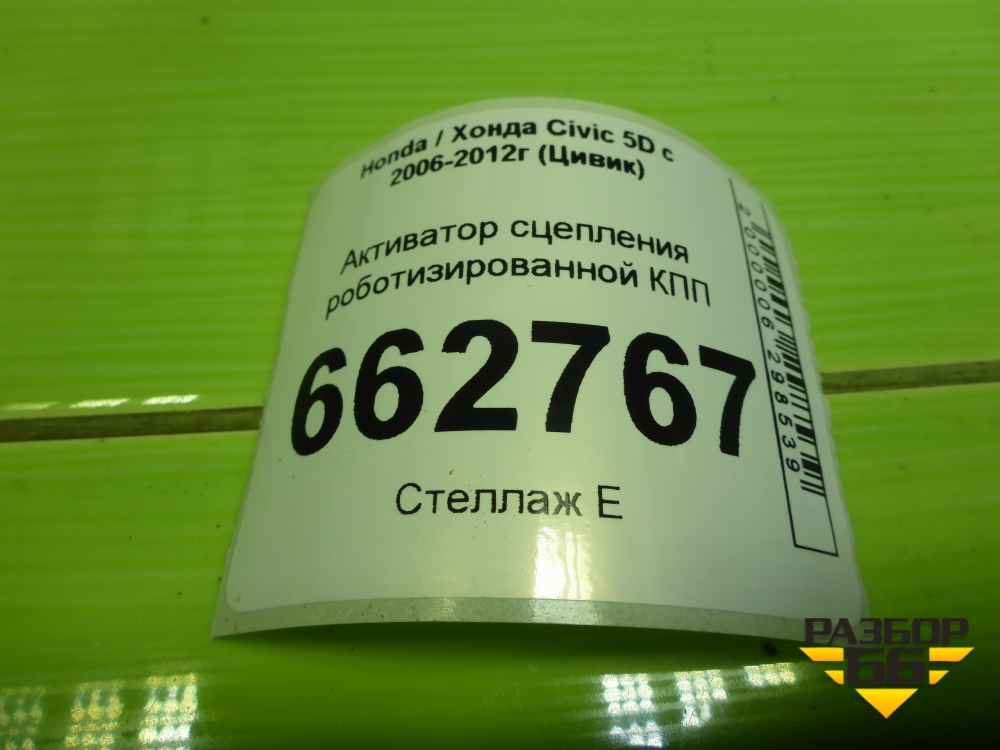 Honda / Хонда Civic 5D с
2006-2012г (Цивик)
Активатор сцепления
роботизированной КПП
662767
Стеллаж Е
2000006298539
РАЗБОР
66